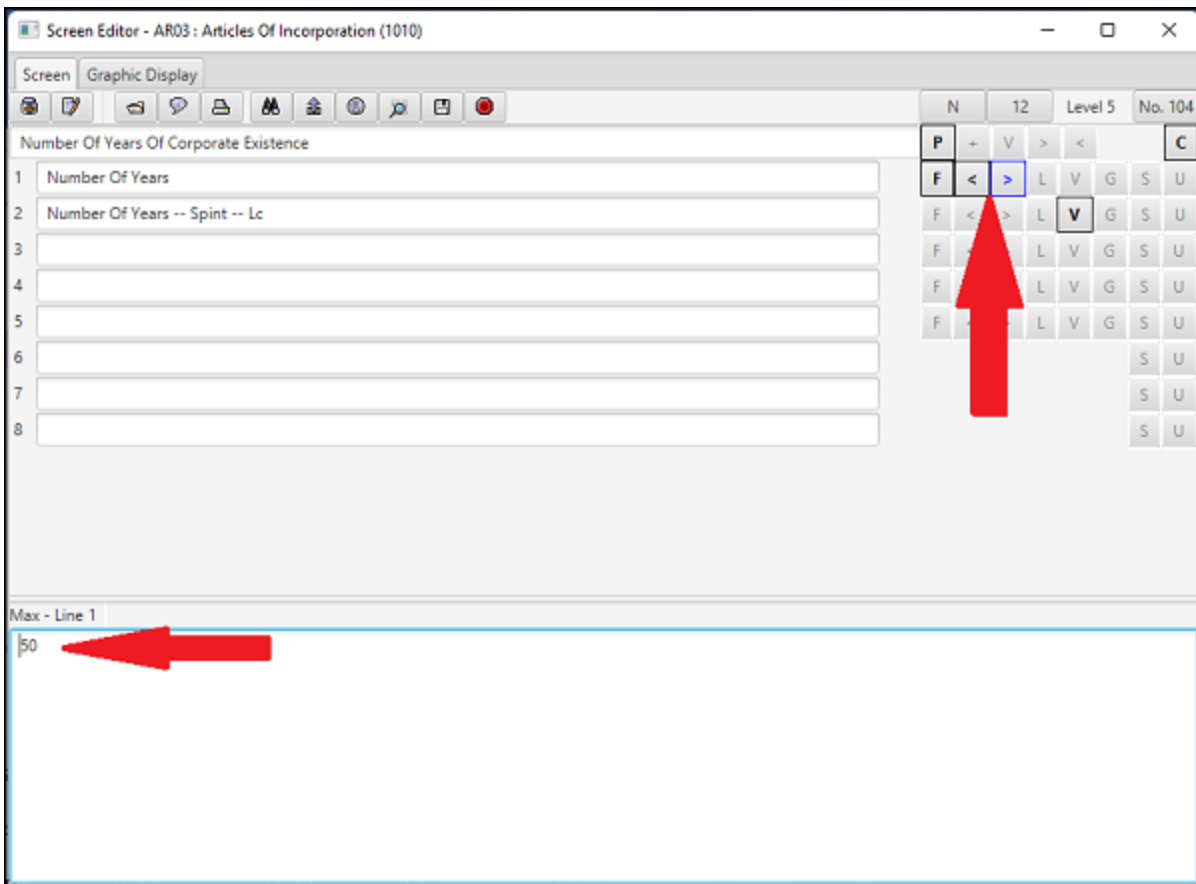 Screen Editor - AR03 : Articles Of Incorporation (1010)
Screen Graphic Display
N 12 Level 5 No. 104
Number Of Years Of Corporate Existence P + V > < C
1 Number Of Years F < > L V G S U
2 Number Of Years -- Spint -- Lc F < > L V G S U
3 F L V G S U
4 F L V G S U
5 F L V G S U
6 S U
7 S U
8 S U
Max - Line 1
50